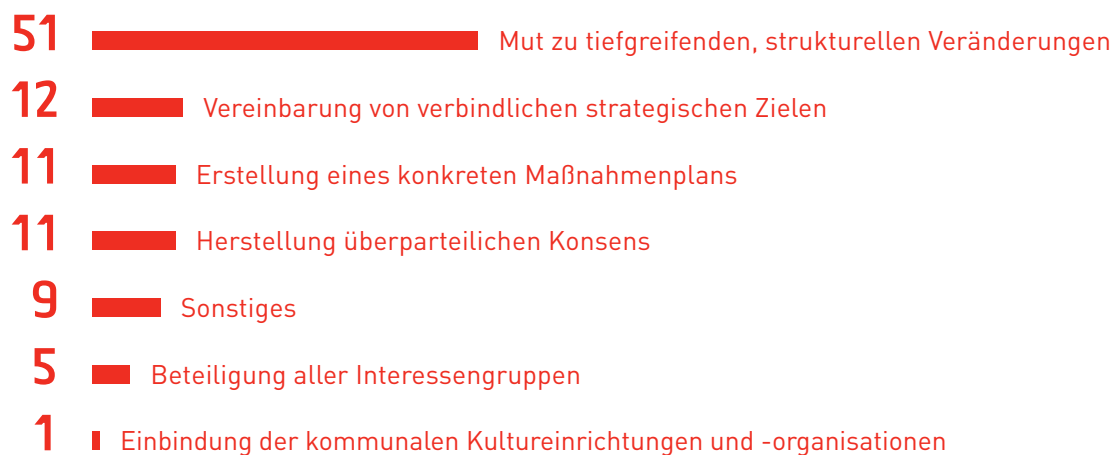 51 Mut zu tiefgreifenden, strukturellen Veränderungen
12 Vereinbarung von verbindlichen strategischen Zielen
11 Erstellung eines konkreten Maßnahmenplans
11 Herstellung überparteilichen Konsens
9 Sonstiges
5 Beteiligung aller Interessengruppen
1 Einbindung der kommunalen Kultureinrichtungen und -organisationen